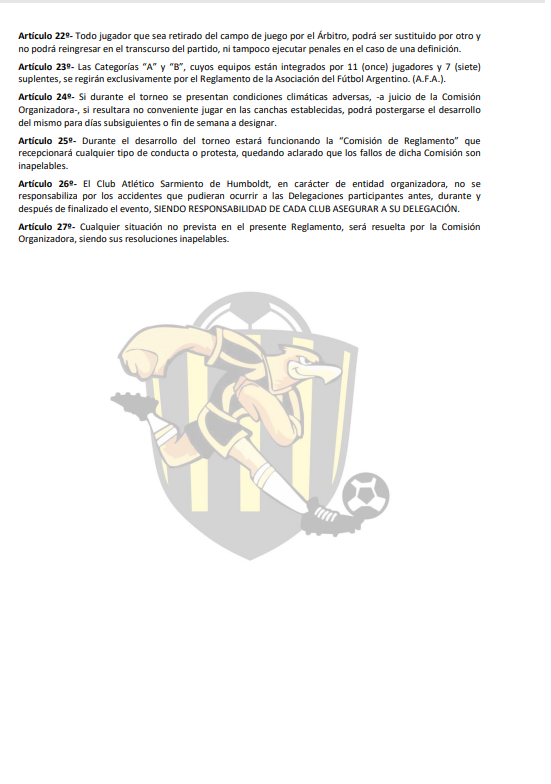 Artículo 22º- Todo jugador que sea retirado del campo de juego por el Árbitro, podrá ser sustituido por otro y
no podrá reingresar en el transcurso del partido, ni tampoco ejecutar penales en el caso de una definición.
Artículo 23º- Las Categorías “A” y “B”, cuyos equipos están integrados por 11 (once) jugadores y 7 (siete)
suplentes, se regirán exclusivamente por el Reglamento de la Asociación del Fútbol Argentino. (A.F.A.).
Artículo 24º- Si durante el torneo se presentan condiciones climáticas adversas, -a juicio de la Comisión
Organizadora-, si resultara no conveniente jugar en las canchas establecidas, podrá postergarse el desarrollo
del mismo para días subsiguientes o fin de semana a designar.
Artículo 25º- Durante el desarrollo del torneo estará funcionando la “Comisión de Reglamento” que
recepcionará cualquier tipo de conducta o protesta, quedando aclarado que los fallos de dicha Comisión son
inapelables.
Artículo 26º- El Club Atlético Sarmiento de Humboldt, en carácter de entidad organizadora, no se
responsabiliza por los accidentes que pudieran ocurrir a las Delegaciones participantes antes, durante y
después de finalizado el evento, SIENDO RESPONSABILIDAD DE CADA CLUB ASEGURAR A SU DELEGACIÓN.
Artículo 27º- Cualquier situación no prevista en el presente Reglamento, será resuelta por la Comisión
Organizadora, siendo sus resoluciones inapelables.